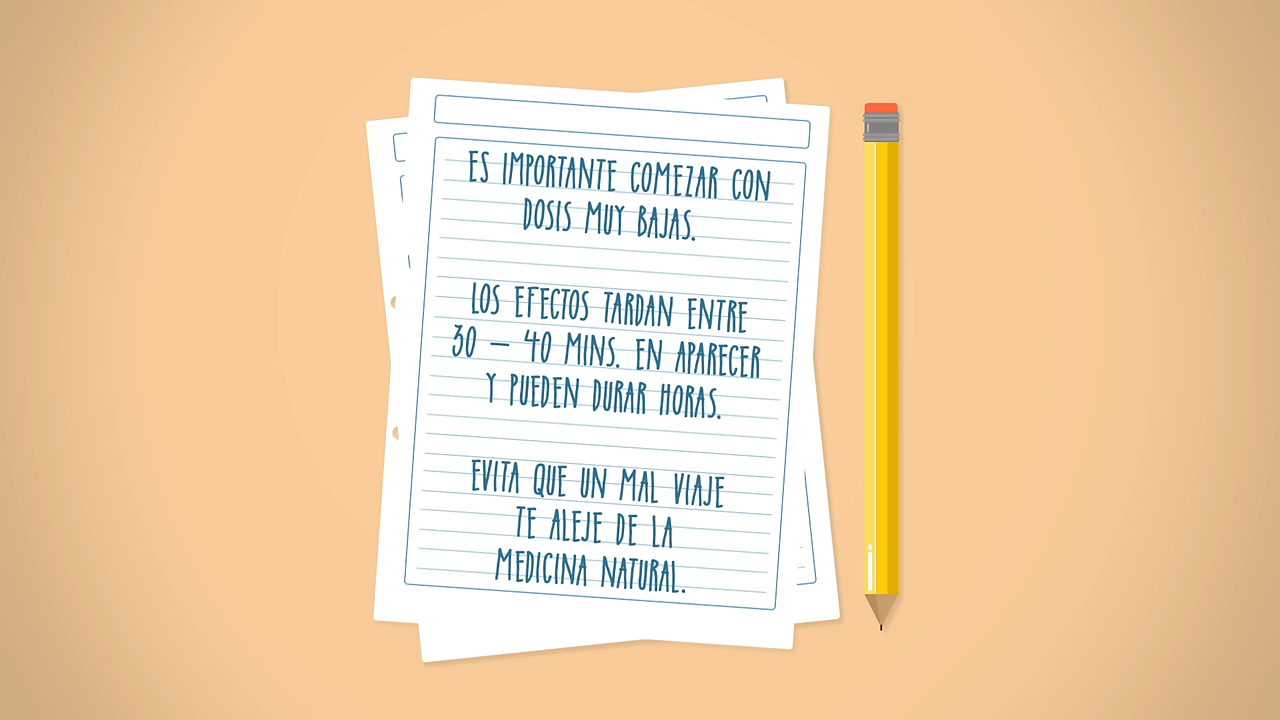 ES IMPORTANTE COMEZAR CON
DOSIS MUY BAJAS.
LOS EFECTOS TARDAN ENTRE
30 – 40 MINS. EN APARECER
Y PUEDEN DURAR HORAS.
EVITA QUE UN MAL VIAJE
TE ALEJE DE LA
MEDICINA NATURAL.